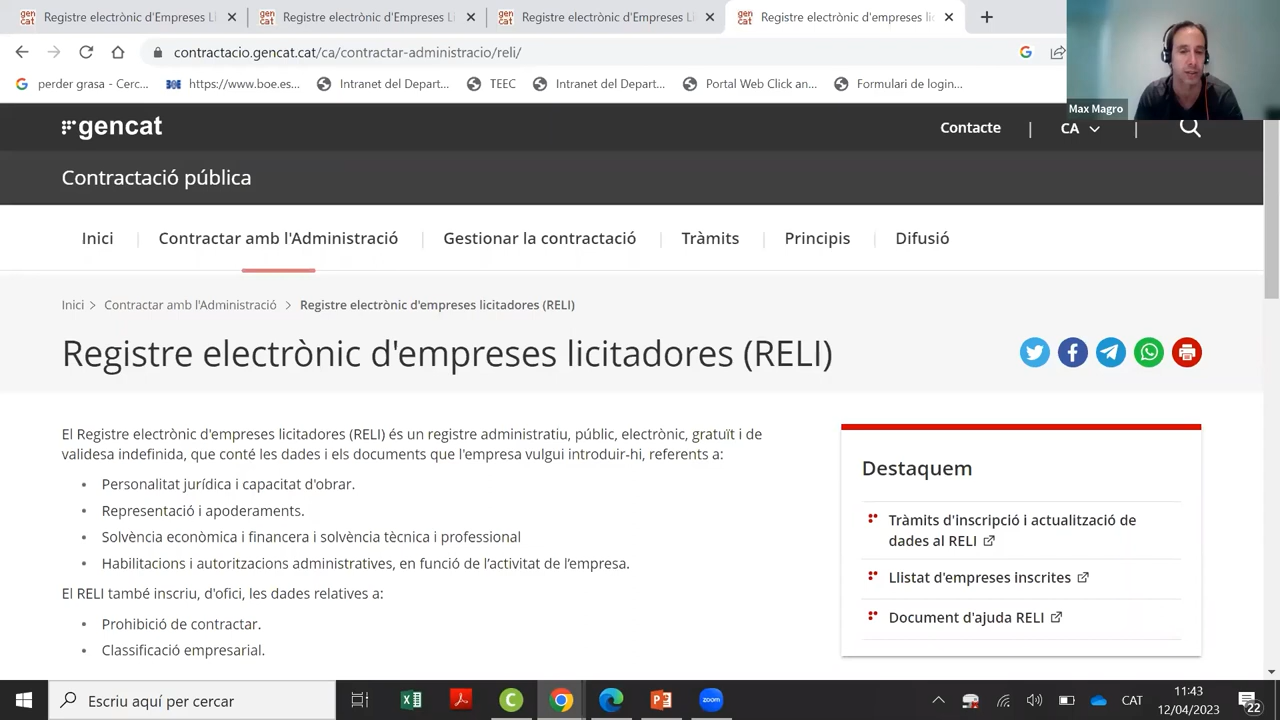 Registre electrònic d'Empreses Li
Registre electrònic d'Empreses Li
Registre electrònic d'Empreses Li
Registre electrònic d'empreses lic
contractacio.gencat.cat/ca/contractar-administracio/reli/
perder grasa - Cerc...
https://www.boe.es...
Intranet del Depart...
TEEC
Intranet del Depart...
Portal Web Click an...
Formulari de login...
Max Magro
gencat
Contacte
CA
Contractació pública
Inici
Contractar amb l'Administració
Gestionar la contractació
Tràmits
Principis
Difusió
Inici > Contractar amb l'Administració > Registre electrònic d'empreses licitadores (RELI)
Registre electrònic d'empreses licitadores (RELI)
El Registre electrònic d'empreses licitadores (RELI) és un registre administratiu, públic, electrònic, gratuït i de
validesa indefinida, que conté les dades i els documents que l'empresa vulgui introduir-hi, referents a:
• Personalitat jurídica i capacitat d'obrar.
• Representació i apoderaments.
• Solvència econòmica i financera i solvència tècnica i professional
• Habilitacions i autoritzacions administratives, en funció de l'activitat de l'empresa.
El RELI també inscriu, d'ofici, les dades relatives a:
• Prohibició de contractar.
• Classificació empresarial.
Destaquem
Tràmits d'inscripció i actualització de
dades al RELI
Llistat d'empreses inscrites
Document d'ajuda RELI
Escriu aquí per cercar
zoom
CAT
11:43
12/04/2023
22